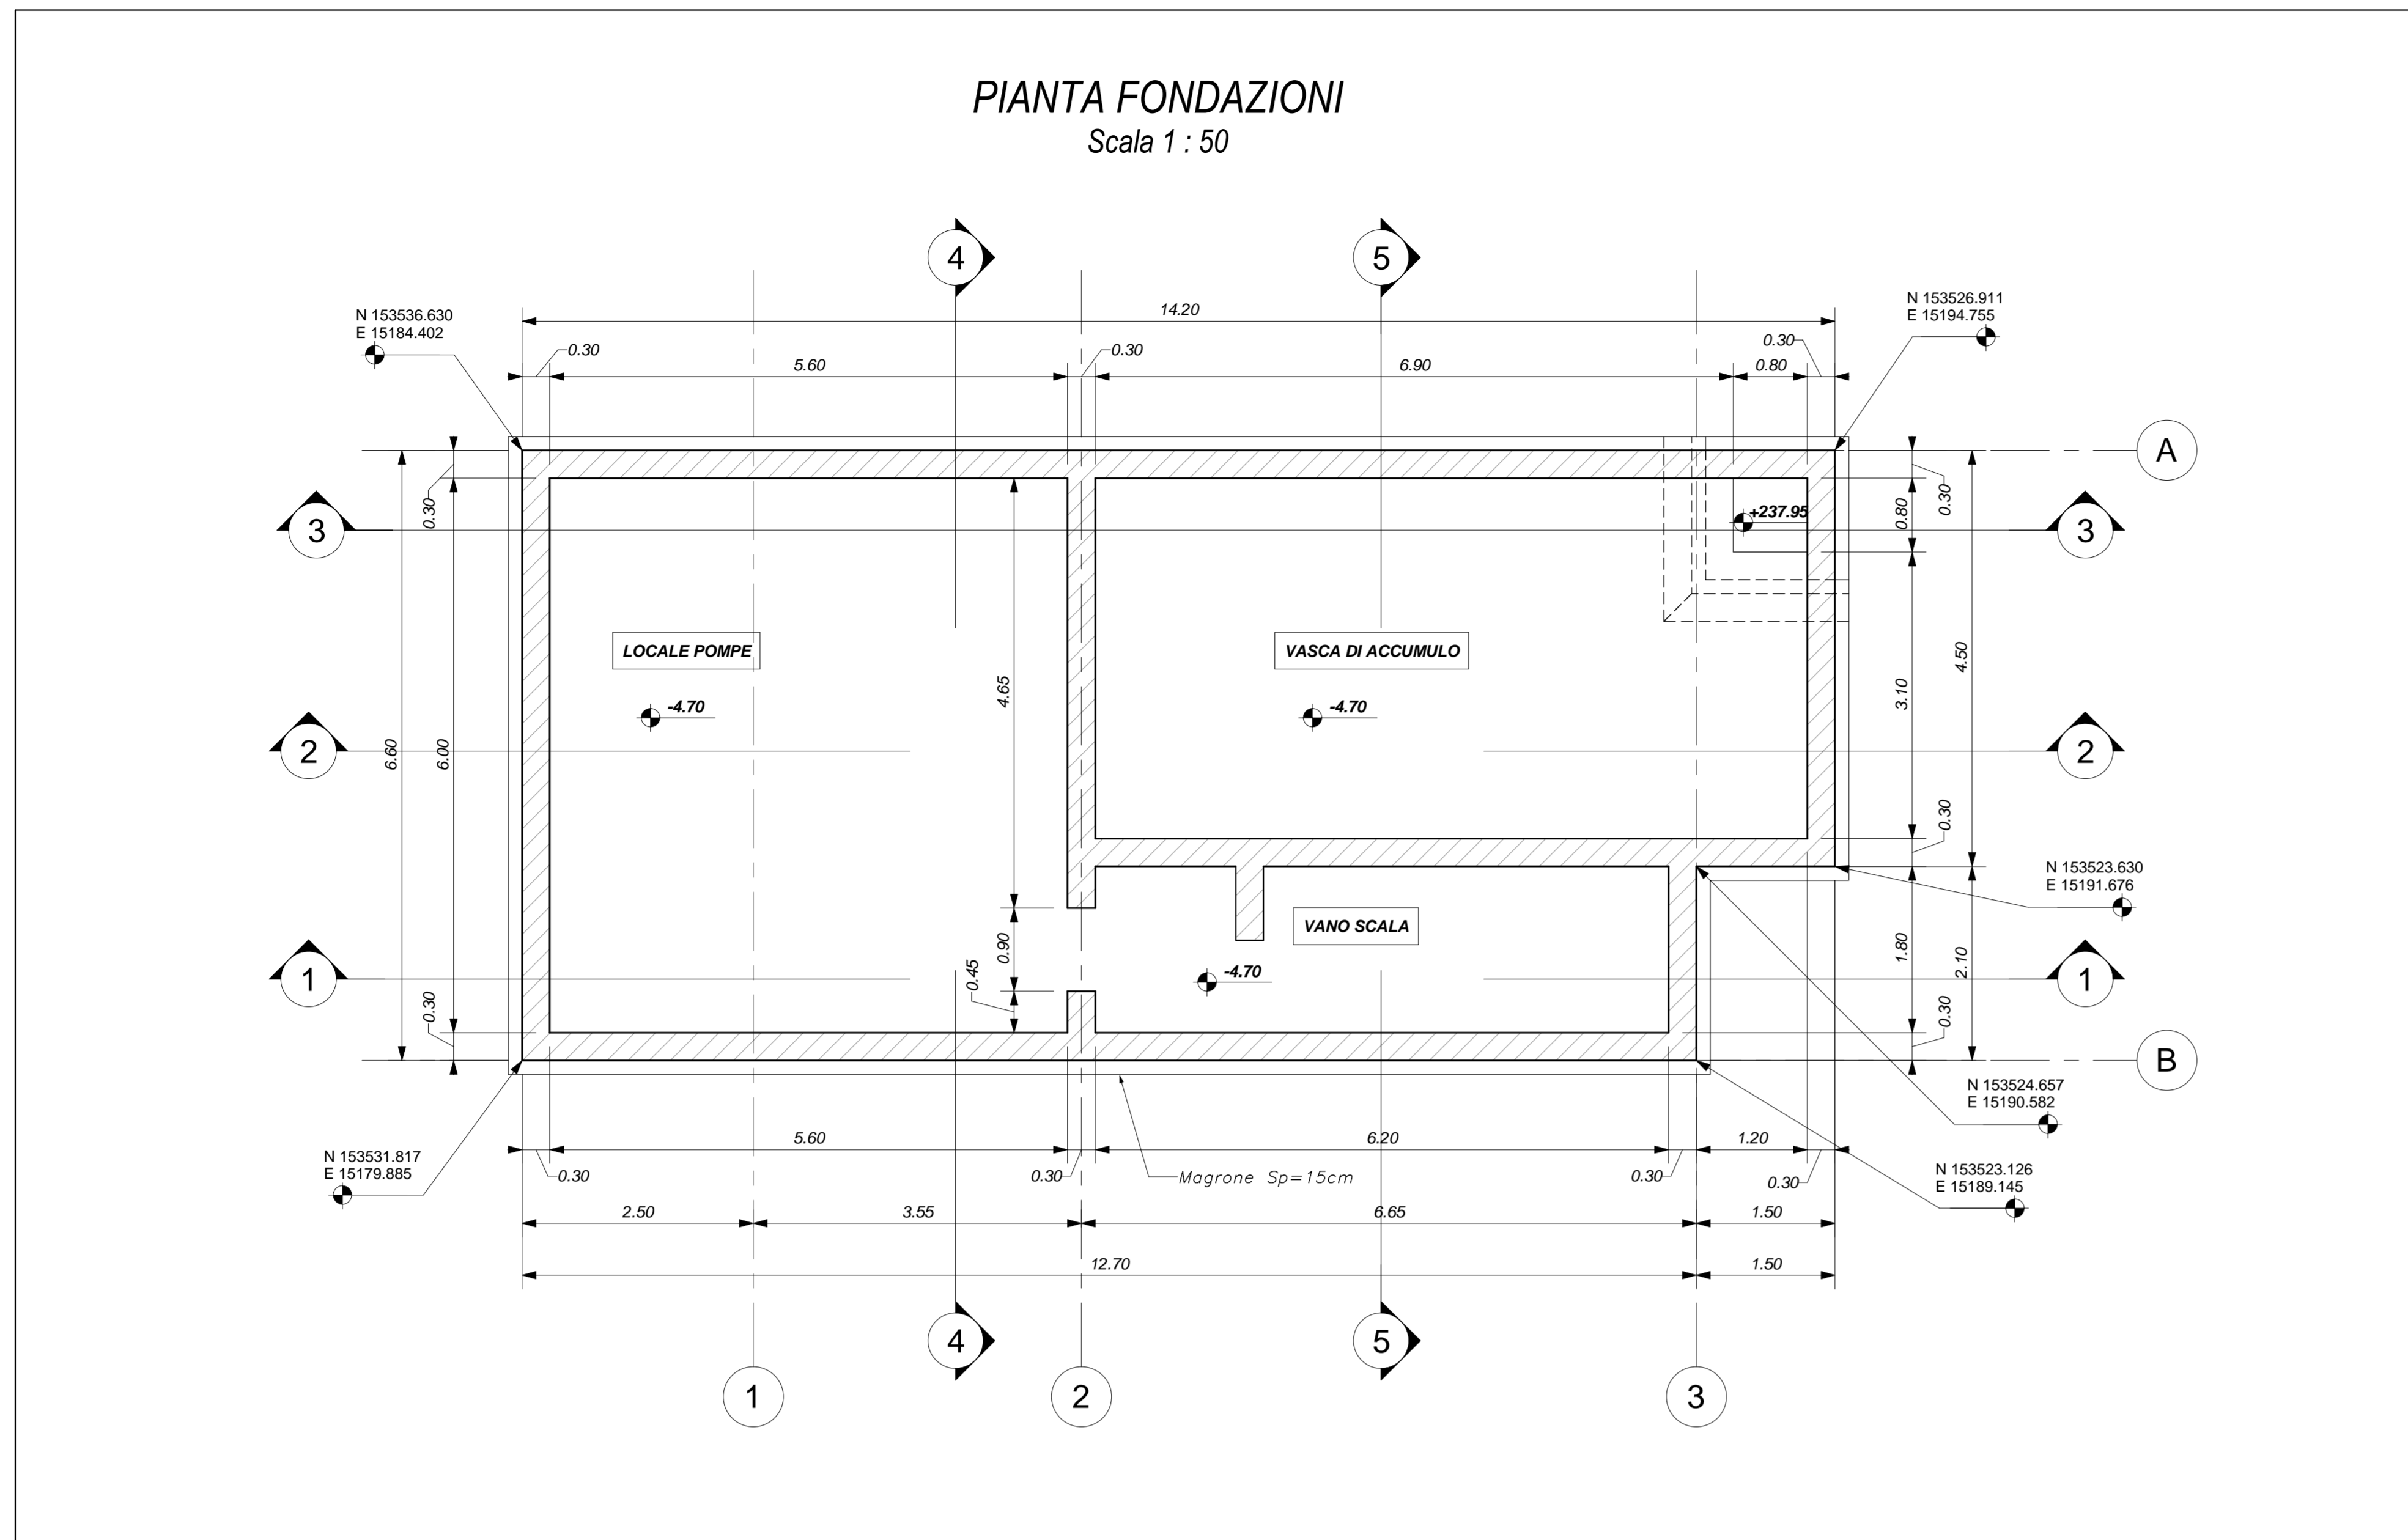 PIANTA FONDAZIONI
Scala 1 : 50
4
5
14.20
N 153536.630
E 15184.402
N 153526.911
E 15194.755
0.30
5.60
0.30
6.90
0.80
0.30
A
0.30
0.80
0.30
3
+237.95
3
LOCALE POMPE
VASCA DI ACCUMULO
4.65
3.10
4.50
-4.70
-4.70
2
6.60
6.00
2
0.30
N 153523.630
E 15191.676
VANO SCALA
0.90
0.45
-4.70
1.80
2.10
1
1
0.30
0.30
B
N 153524.657
E 15190.582
5.60
6.20
1.20
N 153531.817
E 15179.885
0.30
0.30
Magrone Sp=15cm
0.30
0.30
N 153523.126
E 15189.145
2.50
3.55
6.65
1.50
12.70
1.50
4
5
1
2
3